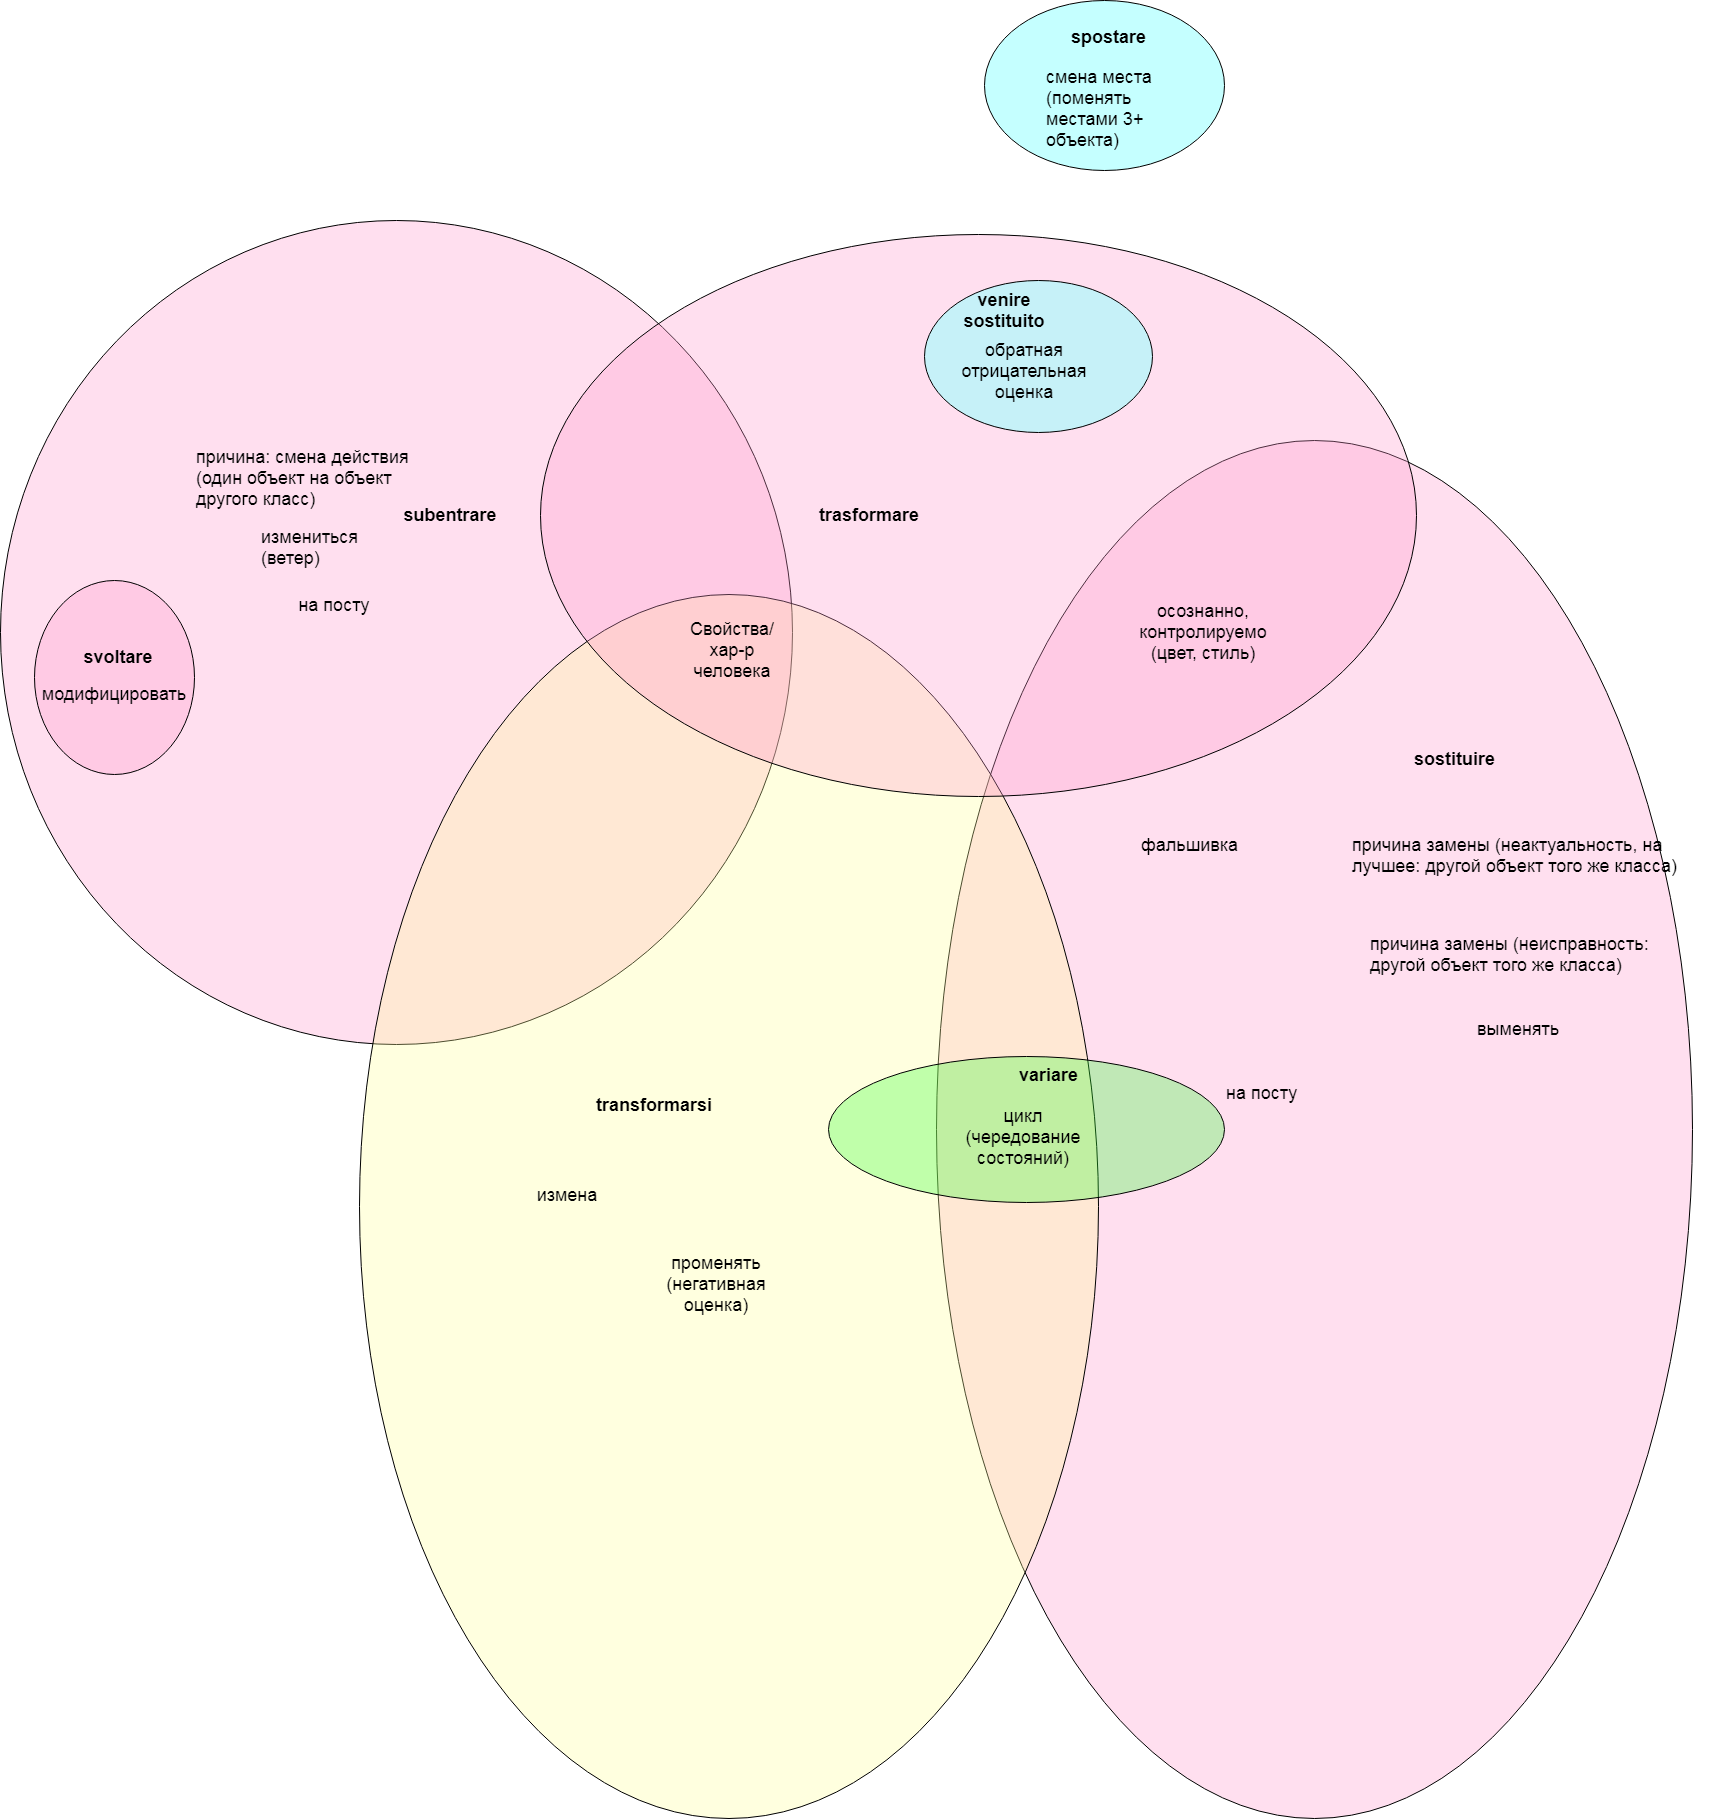 spostare
смена места
(поменять
местами 3+
объекта)
venire
sostituito
обратная
отрицательная
оценка
причина: смена действия
(один объект на объект
другого класс)
subentrare
trasformare
измениться
(ветер)
на посту
svoltare
модифицировать
Свойства/
хар-р
человека
осознанно,
контролируемо
(цвет, стиль)
sostituire
фальшивка
причина замены (неактуальность, на
лучшее: другой объект того же класса)
причина замены (неисправность:
другой объект того же класса)
выменять
variare
цикл
(чередование
состояний)
на посту
transformarsi
измена
променять
(негативная
оценка)